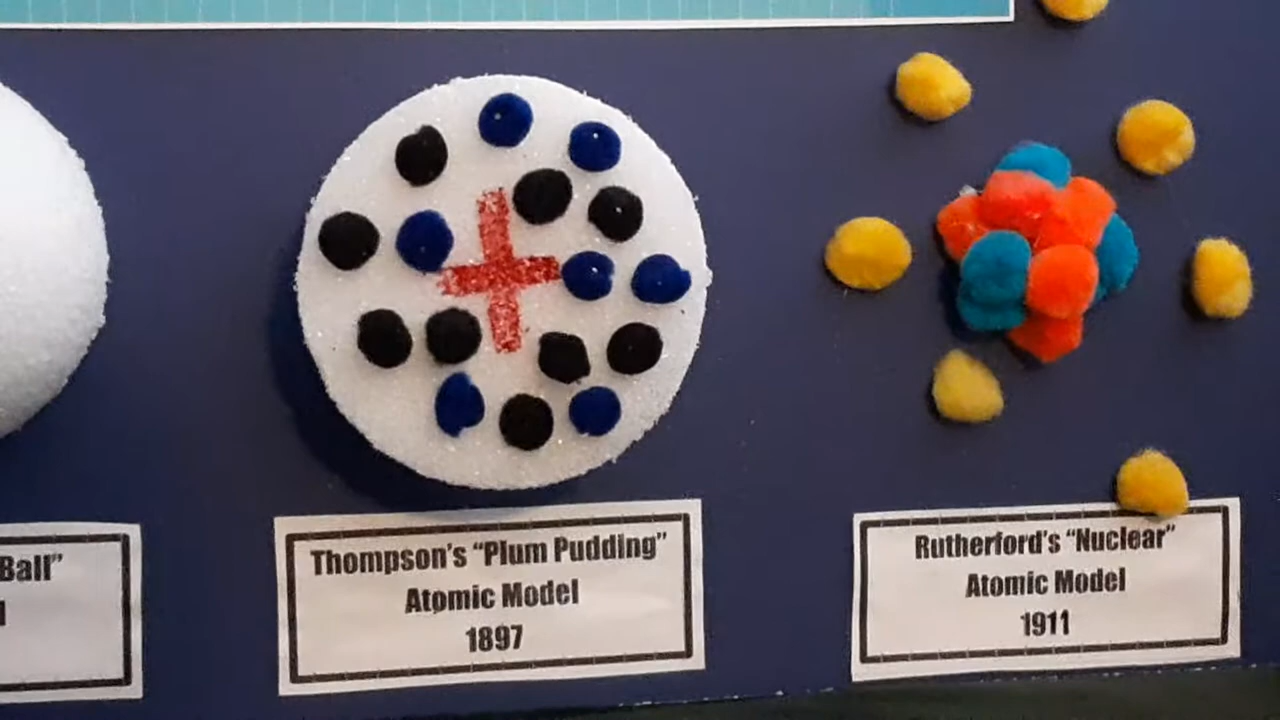 Ball”
Thompson’s “Plum Pudding”
Atomic Model
1897
Rutherford’s “Nuclear”
Atomic Model
1911